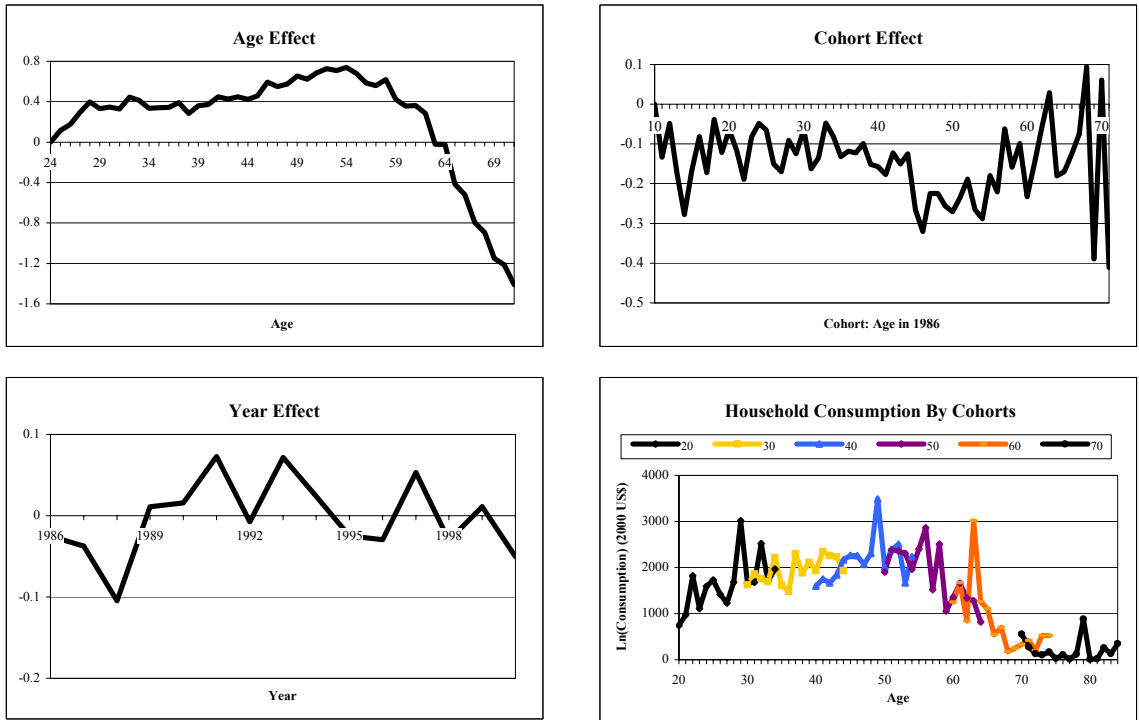 Age Effect
0.8
0.4
0
-0.4
-0.8
-1.2
-1.6
24 29 34 39 44 49 54 59 64 69
Age
Cohort Effect
0.1
0
-0.1
-0.2
-0.3
-0.4
-0.5
10 20 30 40 50 60 70
Cohort: Age in 1986
Year Effect
0.1
0
-0.1
-0.2
1986 1989 1992 1995 1998
Year
Household Consumption By Cohorts
20 30 40 50 60 70
Ln(Consumption) (2000 US$)
4000
3000
2000
1000
0
20 30 40 50 60 70 80
Age